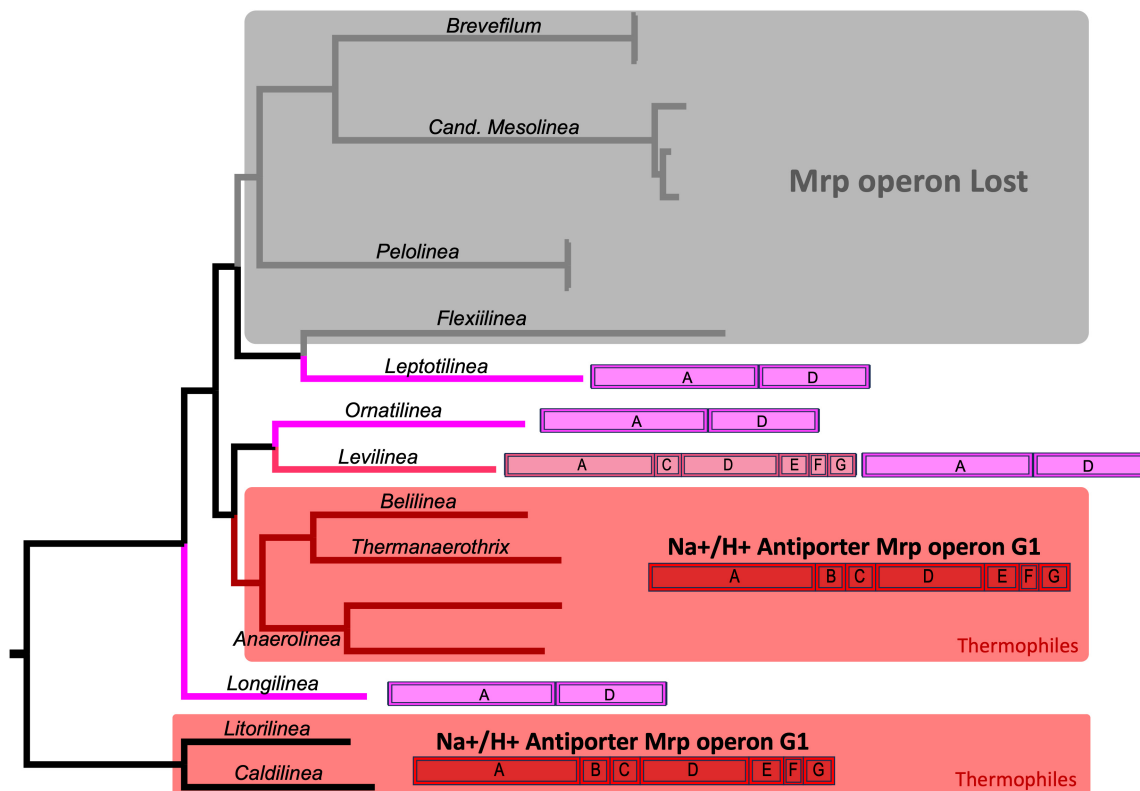 Brevefilum
Cand. Mesolinea
Mrp operon Lost
Pelolinea
Flexiilinea
Leptotilinea
A D
Ornatilinea
A D
Levilinea
A C D E F G A D
Belilinea
Thermanaerothrix
Na+/H+ Antiporter Mrp operon G1
A B C D E F G
Anaerolinea
Thermophiles
Longilinea
A D
Litorilinea
Na+/H+ Antiporter Mrp operon G1
Caldilinea
A B C D E F G
Thermophiles